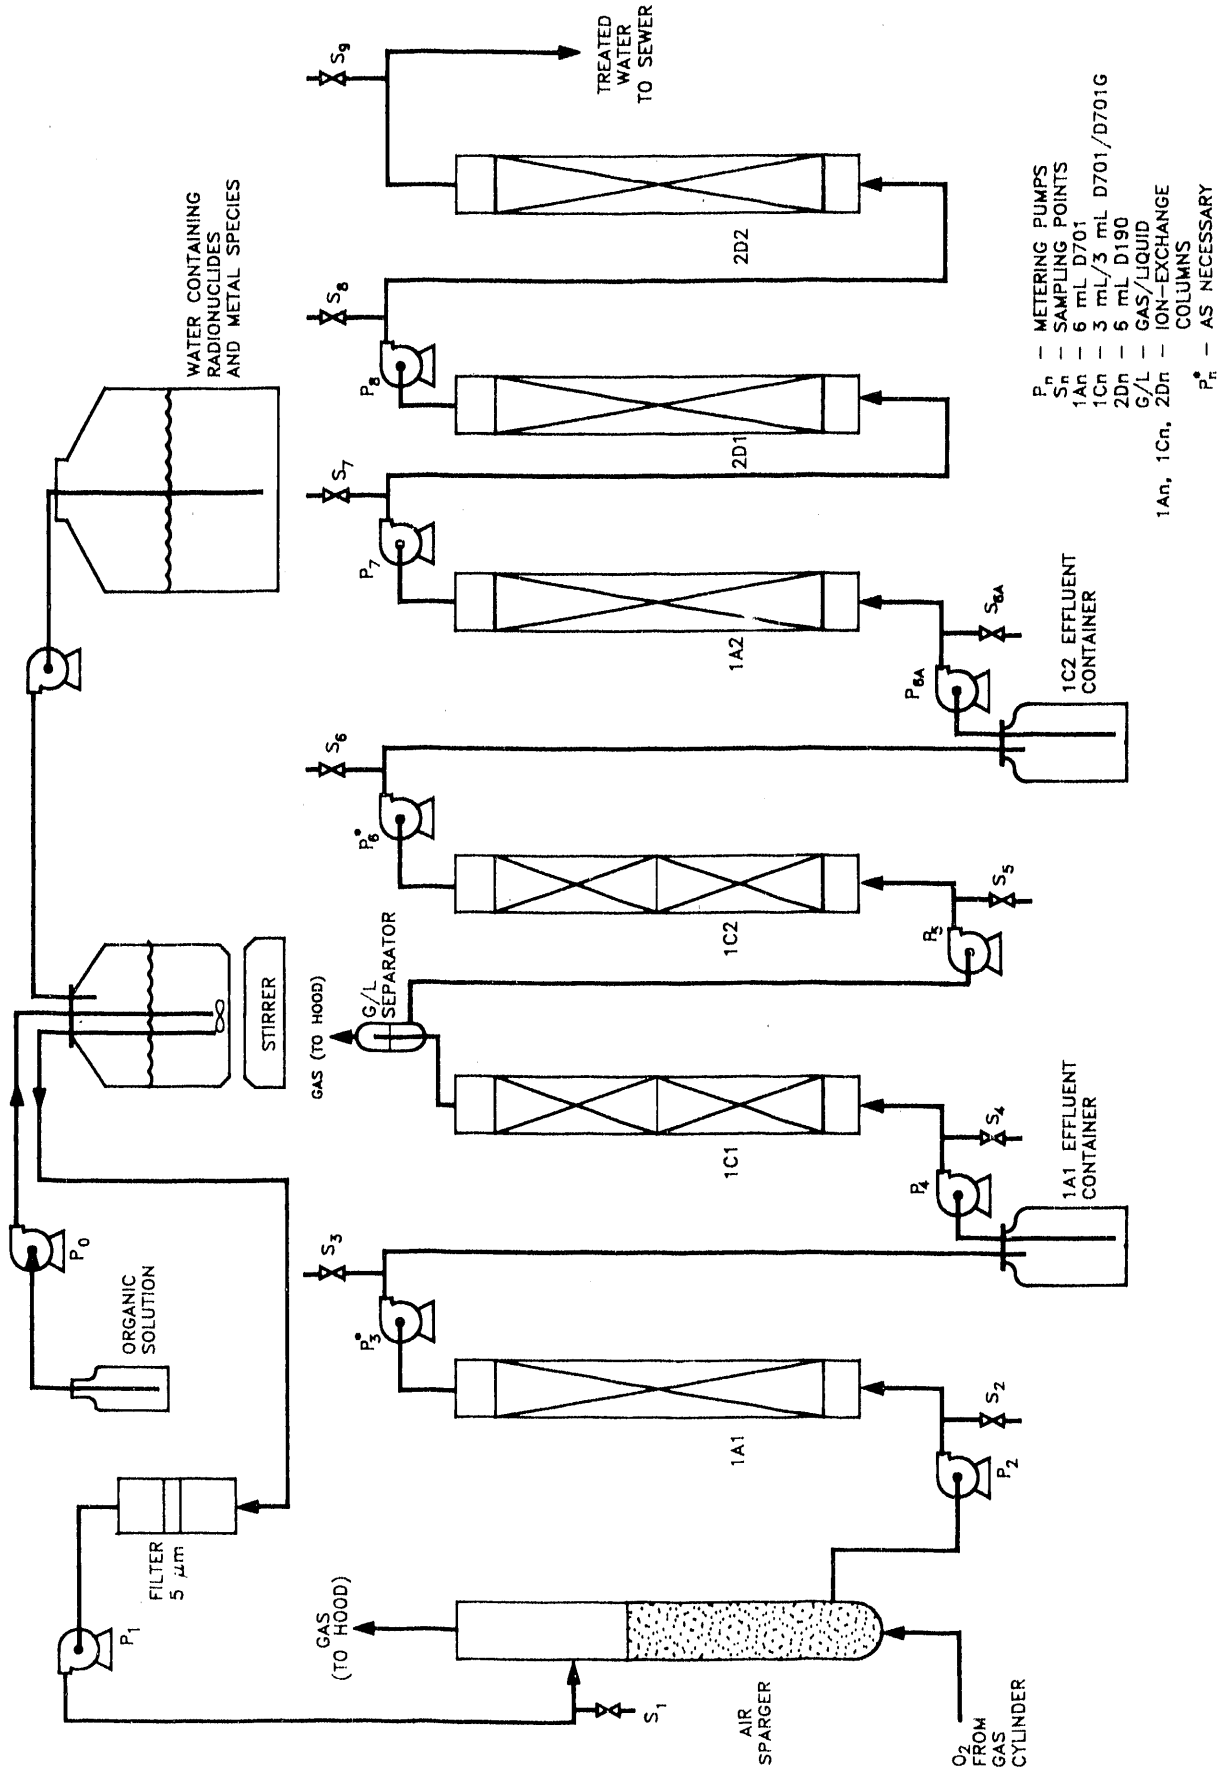 WATER CONTAINING
RADIONUCLIDES
AND METAL SPECIES
STIRRER
P0
ORGANIC
SOLUTION
FILTER
5 μm
P1
S1
GAS
(TO HOOD)
AIR
SPARGER
O2
FROM
GAS
CYLINDER
P2
S2
1A1
P3*
S3
1A1 EFFLUENT
CONTAINER
P4
S4
1C1
GAS (TO HOOD)
G/L
SEPARATOR
P5
S5
1C2
P6*
S6
1C2 EFFLUENT
CONTAINER
P6A
S6A
1A2
P7
S7
2D1
P8
S8
2D2
S9
TREATED
WATER
TO SEWER
Pn – METERING PUMPS
Sn – SAMPLING POINTS
1An – 6 mL D701
1Cn – 3 mL/3 mL D701/D701G
2Dn – 6 mL D190
G/L – GAS/LIQUID
1An, 1Cn, 2Dn – ION–EXCHANGE
COLUMNS
Pn* – AS NECESSARY